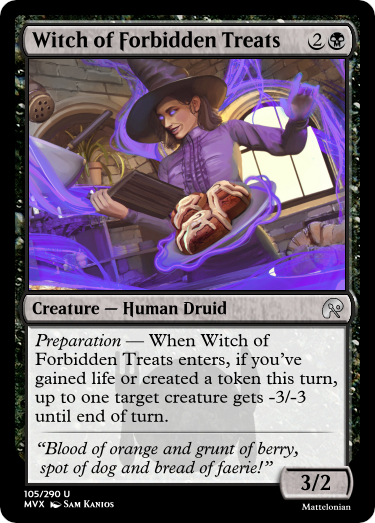 Witch of Forbidden Treats 2
Creature — Human Druid
Preparation — When Witch of
Forbidden Treats enters, if you've
gained life or created a token this turn,
up to one target creature gets -3/-3
until end of turn.
“Blood of orange and grunt of berry,
spot of dog and bread of faerie!”
3/2
105/290 U
MVX Sam Kanios
Mattelonian